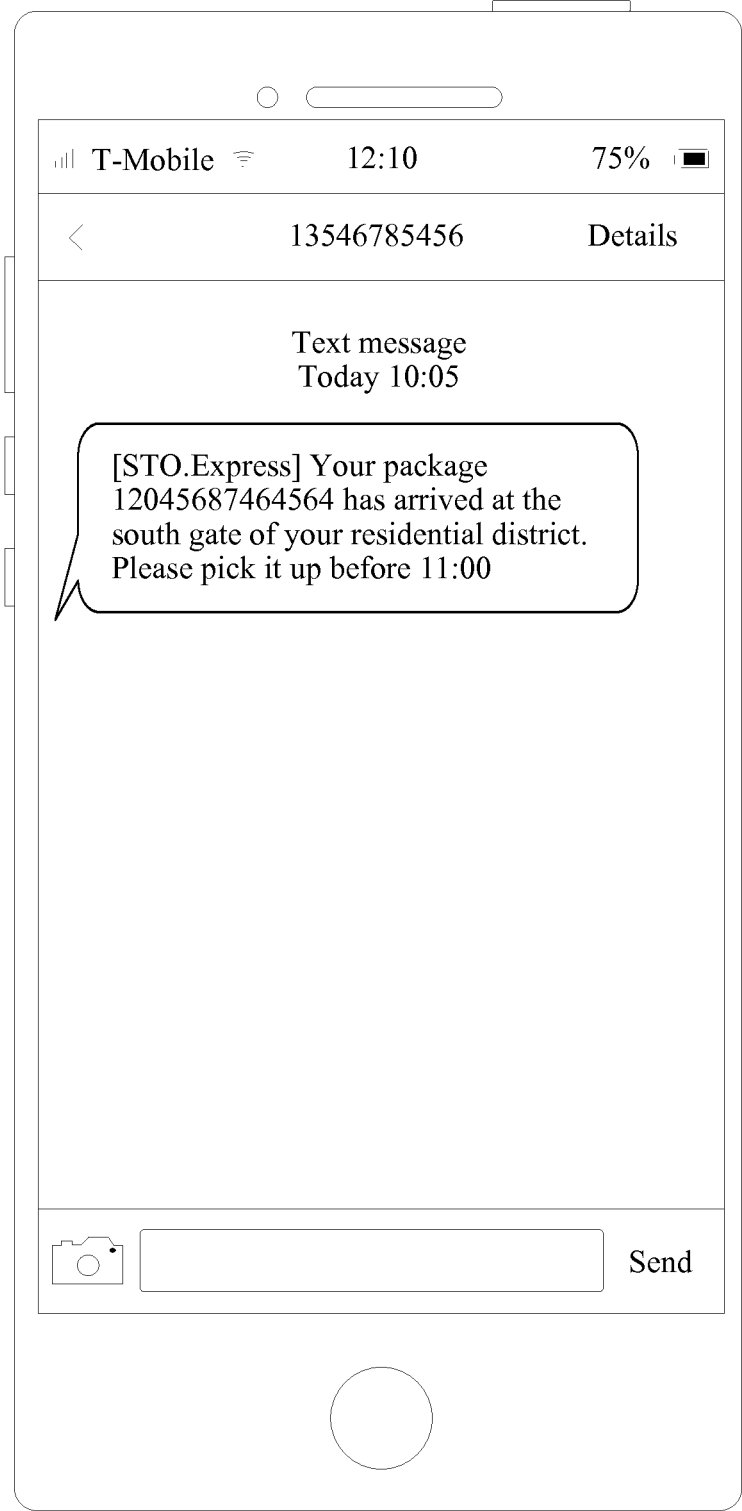 T-Mobile 12:10 75%
13546785456 Details
Text message
Today 10:05
[STO.Express] Your package
12045687464564 has arrived at the
south gate of your residential district.
Please pick it up before 11:00
Send